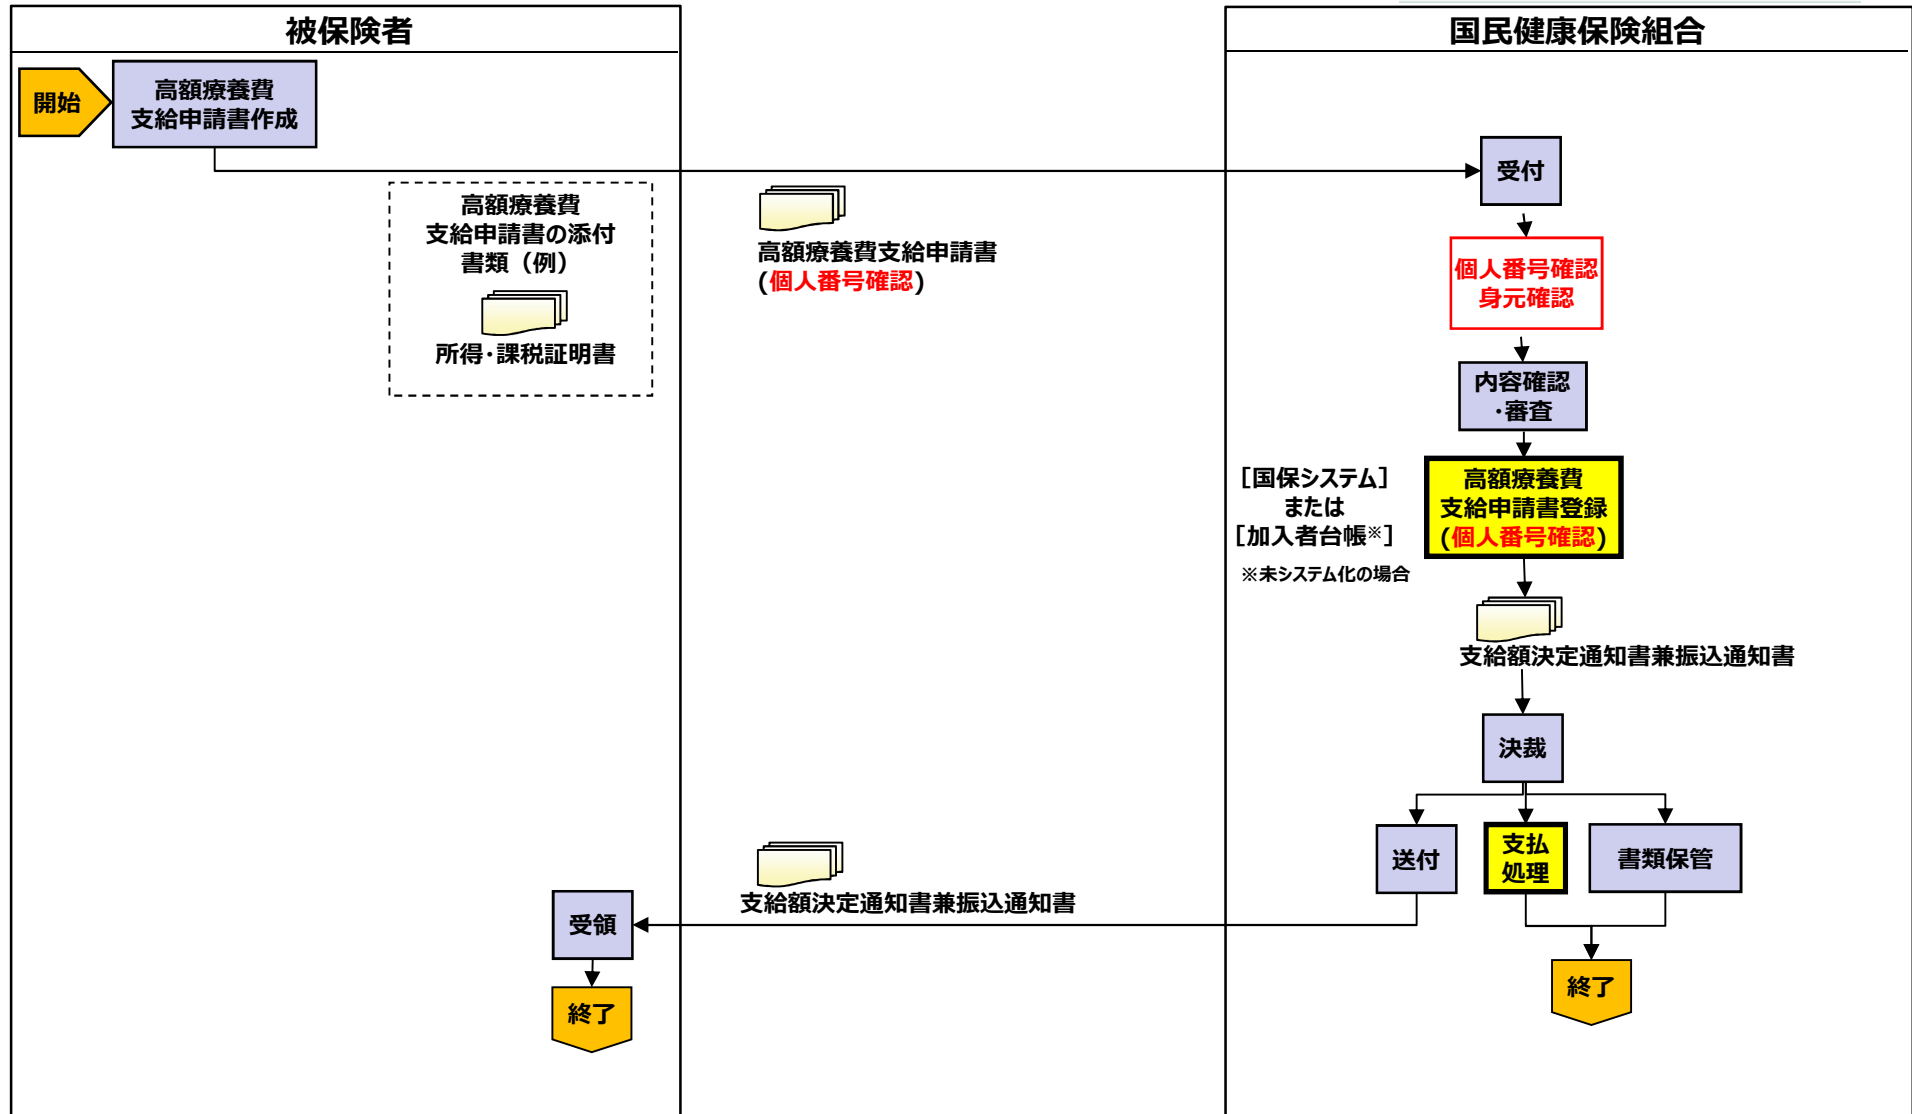 被保険者
国民健康保険組合
開始
高額療養費
支給申請書作成
受付
高額療養費
支給申請書の添付
書類（例）
所得･課税証明書
高額療養費支給申請書
(個人番号確認)
個人番号確認
身元確認
内容確認
･審査
［国保システム］
または
［加入者台帳※］
※未システム化の場合
高額療養費
支給申請書登録
(個人番号確認)
支給額決定通知書兼振込通知書
決裁
送付
支払
処理
書類保管
支給額決定通知書兼振込通知書
受領
終了
終了